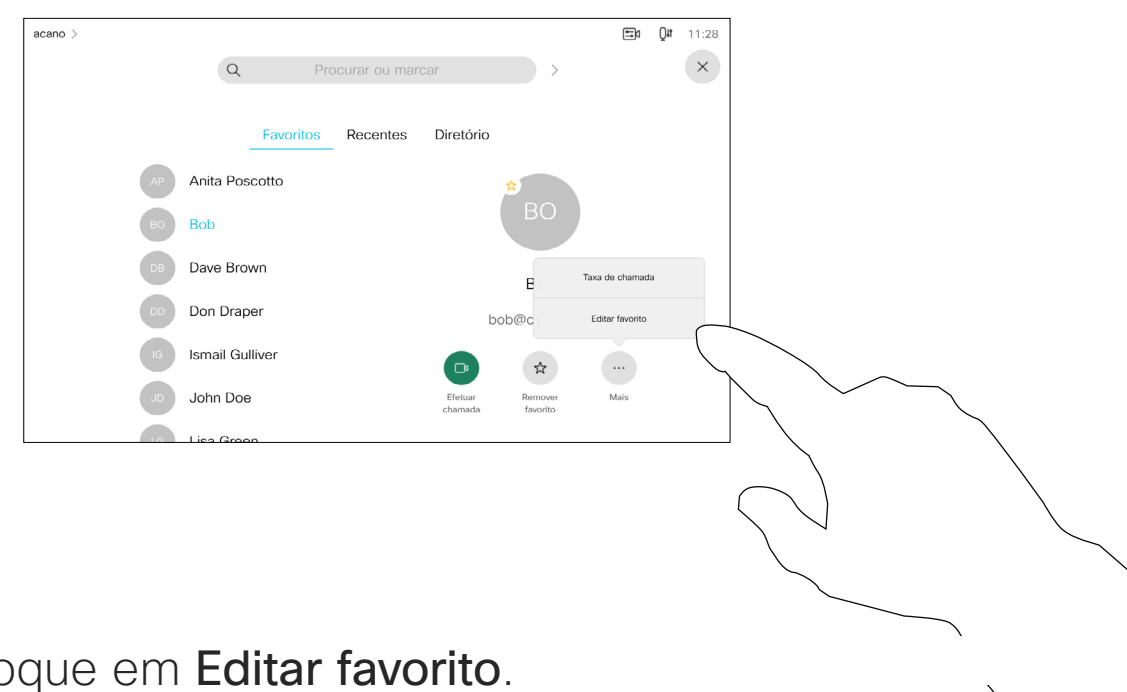 acano
11:28
Procurar ou marcar
Favoritos Recentes Diretório
AP Anita Poscotto
BO Bob
DB Dave Brown
DD Don Draper
IG Ismail Gulliver
JD John Doe
LG Lisa Green
BO
Taxa de chamada
Editar favorito
Efetuar
chamada
Remover
favorito
Mais
em Editar favorito.